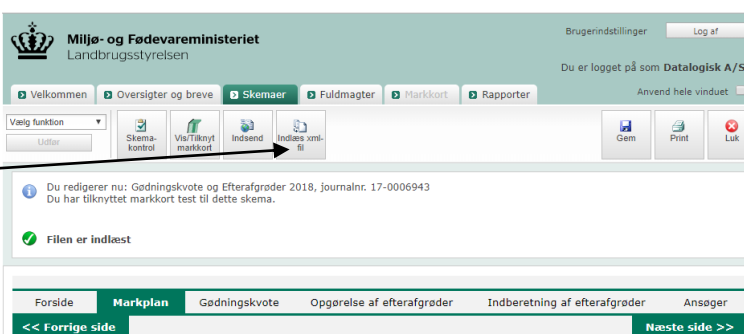 Miljø- og Fødevareministeriet
Landbrugsstyrelsen
Brugerindstillinger
Log af
Du er logget på som Datalogisk A/S
Velkommen
Oversigter og breve
Skemaer
Fuldmagter
Markkort
Rapporter
Anvend hele vinduet
Vælg funktion
Udfør
Skema-
kontrol
Vis/Tilknyt
markkort
Indsend
Indlæs xml-
fil
Gem
Print
Luk
Du redigerer nu: Gødningskvote og Efterafgrøder 2018, journalnr. 17-0006943
Du har tilknyttet markkort test til dette skema.
Filen er indlæst
Forside
Markplan
Gødningskvote
Opgørelse af efterafgrøder
Indberetning af efterafgrøder
Ansøger
<< Forrige side
Næste side >>